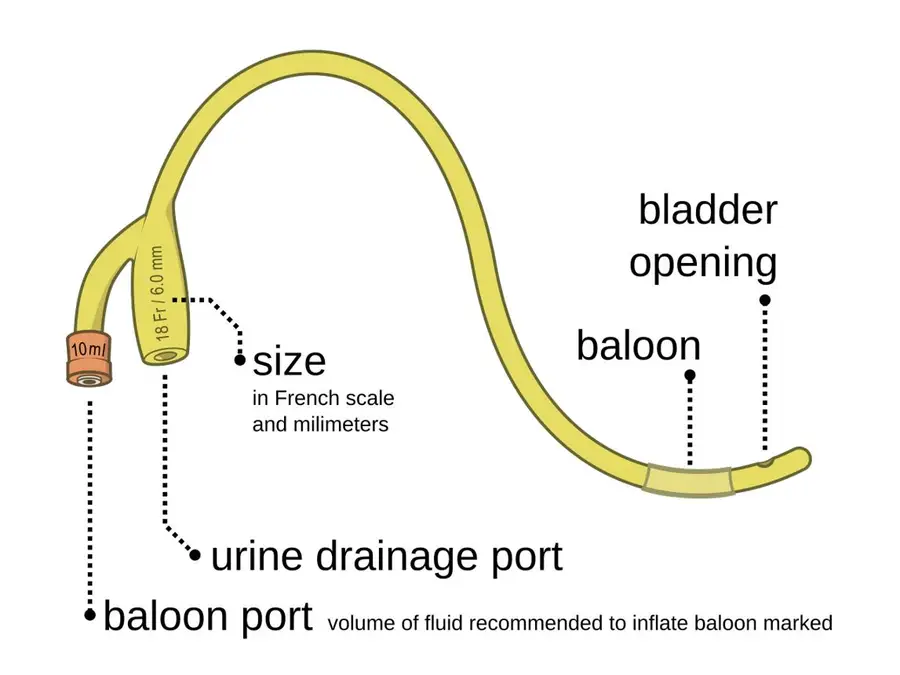 bladder
opening
baloon
18 Fr / 6.0 mm
10ml
size
in French scale
and milimeters
urine drainage port
baloon port volume of fluid recommended to inflate baloon marked